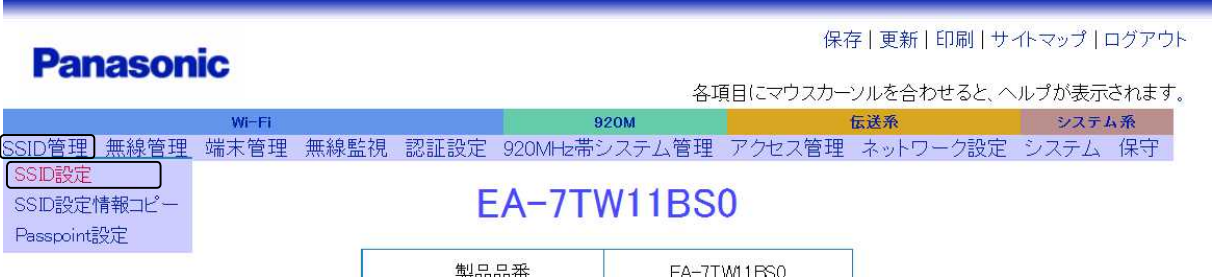 保存 | 更新 | 印刷 | サイトマップ | ログアウト
Panasonic
各項目にマウスカーソルを合わせると、ヘルプが表示されます。
Wi-Fi 920M 伝送系 システム系
SSID管理 無線管理 端末管理 無線監視 認証設定 920MHz帯システム管理 アクセス管理 ネットワーク設定 システム 保守
SSID設定
SSID設定情報コピー
Passpoint設定
EA-7TW11BS0
製品品番 EA-7TW11BS0